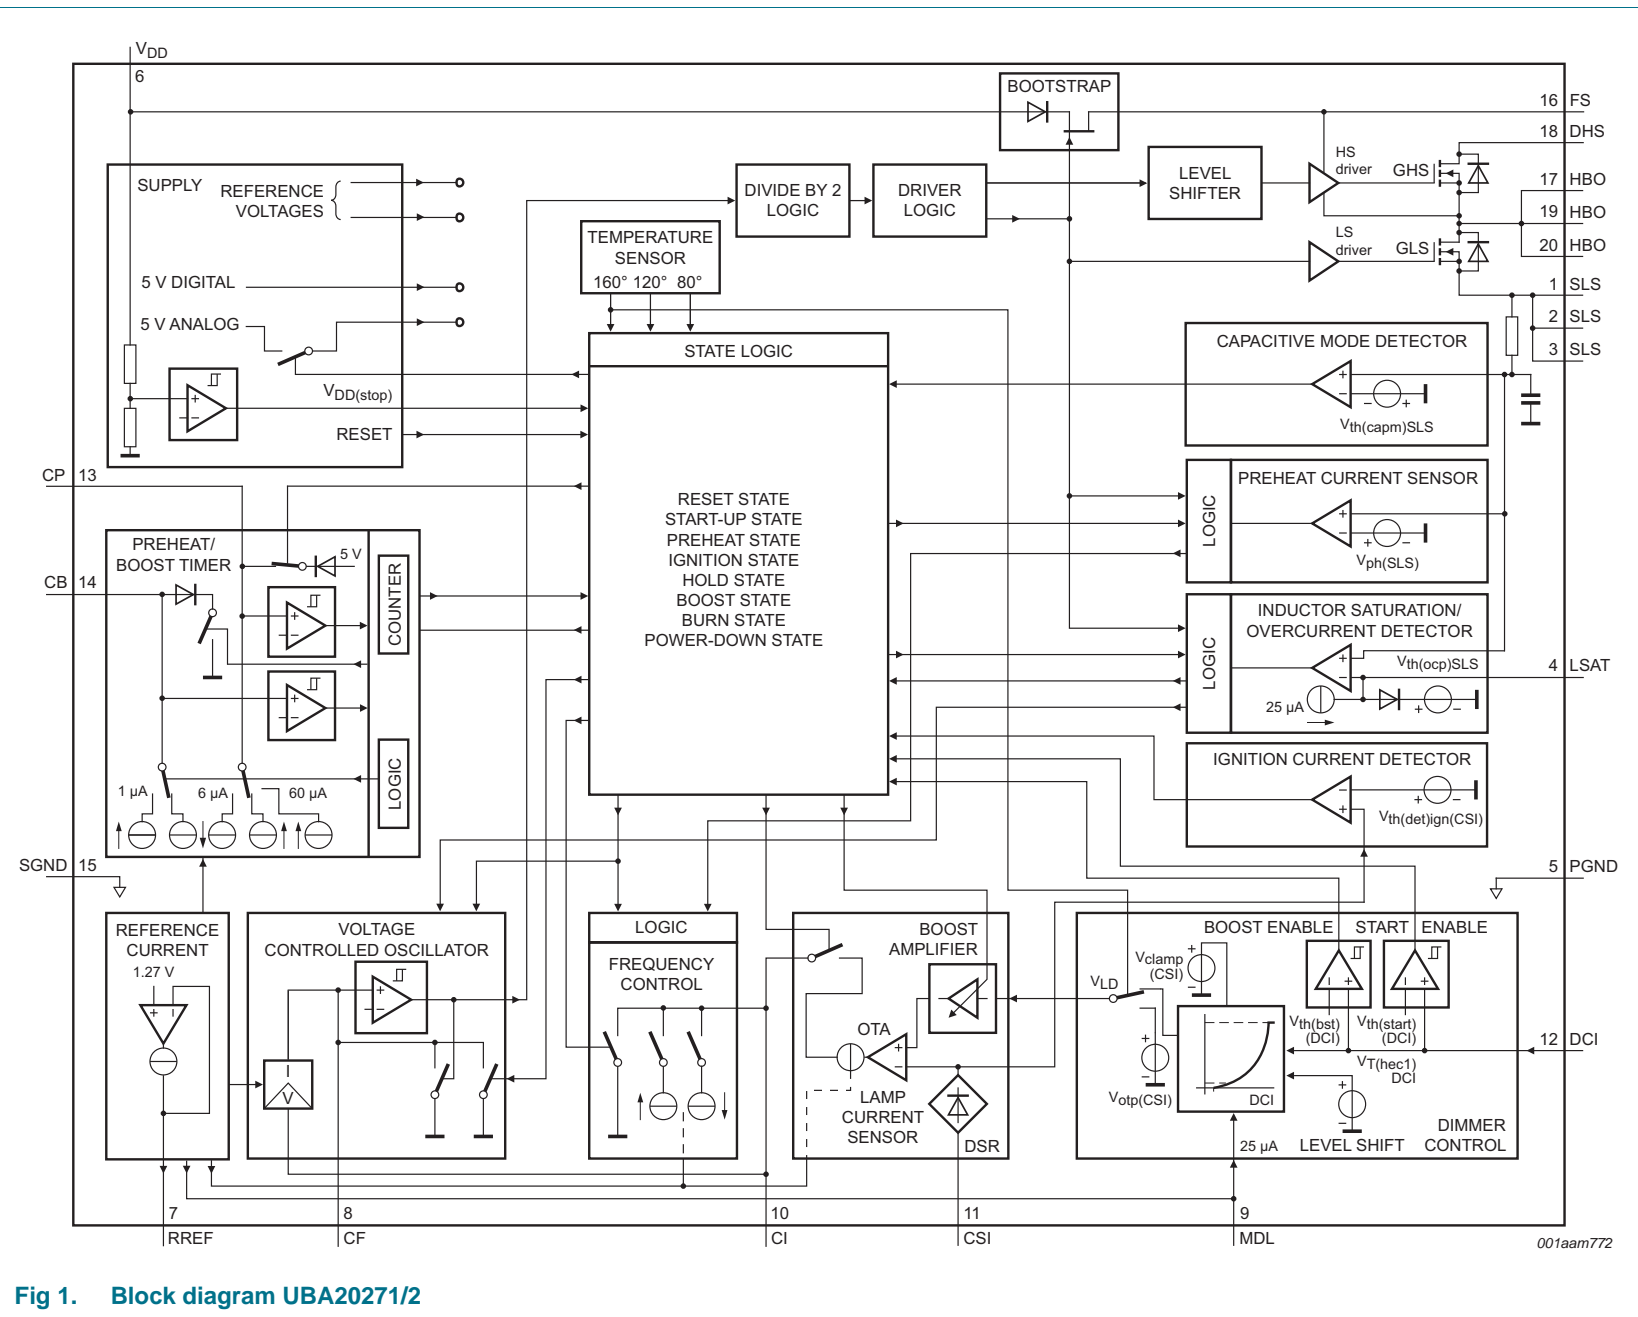 VDD
6
BOOTSTRAP
16 FS
18 DHS
HS
driver
GHS
17 HBO
19 HBO
LS
driver
GLS
20 HBO
1 SLS
2 SLS
3 SLS
SUPPLY
REFERENCE
VOLTAGES
5 V DIGITAL
5 V ANALOG
VDD(stop)
RESET
DIVIDE BY 2
LOGIC
DRIVER
LOGIC
LEVEL
SHIFTER
TEMPERATURE
SENSOR
160° 120° 80°
STATE LOGIC
RESET STATE
START-UP STATE
PREHEAT STATE
IGNITION STATE
HOLD STATE
BOOST STATE
BURN STATE
POWER-DOWN STATE
CAPACITIVE MODE DETECTOR
+
−
− +
Vth(capm)SLS
LOGIC
PREHEAT CURRENT SENSOR
+
−
+ −
Vph(SLS)
LOGIC
INDUCTOR SATURATION/
OVERCURRENT DETECTOR
+
−
Vth(ocp)SLS
25 µA
+ −
4 LSAT
IGNITION CURRENT DETECTOR
−
+
+ −
Vth(det)ign(CSI)
5 PGND
CP 13
CB 14
PREHEAT/
BOOST TIMER
5 V
COUNTER
LOGIC
1 µA
6 µA
60 µA
SGND 15
REFERENCE
CURRENT
1.27 V
VOLTAGE
CONTROLLED OSCILLATOR
I
V
LOGIC
FREQUENCY
CONTROL
BOOST
AMPLIFIER
OTA
+
−
LAMP
CURRENT
SENSOR
DSR
BOOST ENABLE
START ENABLE
Vclamp
(CSI)
+
−
VLD
Vth(bst)
(DCI)
Vth(start)
(DCI)
VT(hec1)
DCI
12 DCI
+
−
Votp(CSI)
DCI
+
−
LEVEL SHIFT
DIMMER
CONTROL
25 µA
7
RREF
8
CF
10
CI
11
CSI
9
MDL
001aam772
Fig 1. Block diagram UBA20271/2